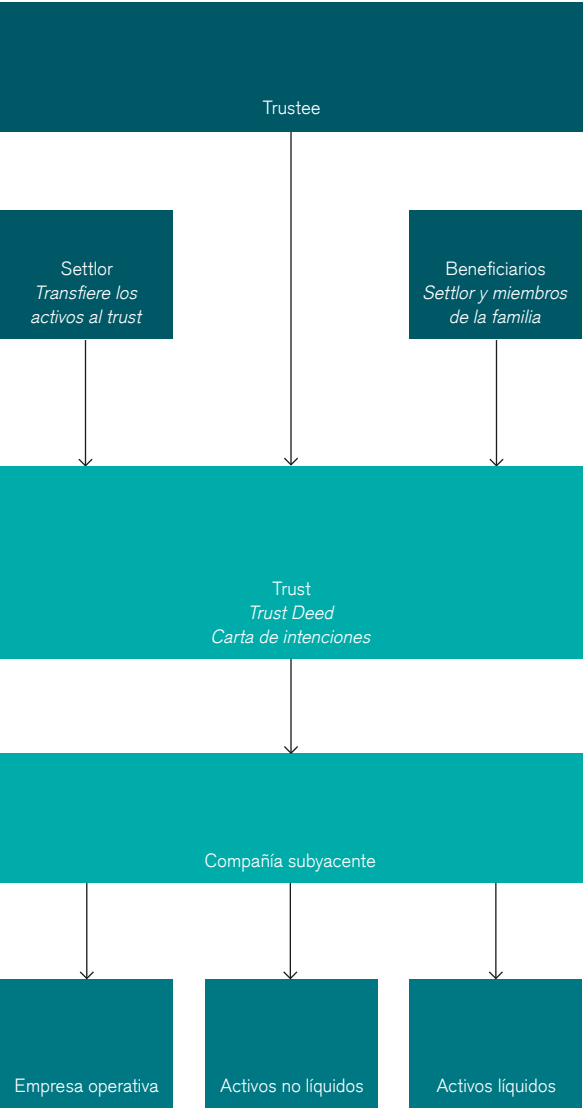 Trustee
Settlor
Transfiere los
activos al trust
Beneficiarios
Settlor y miembros
de la familia
Trust
Trust Deed
Carta de intenciones
Compañía subyacente
Empresa operativa
Activos no líquidos
Activos líquidos